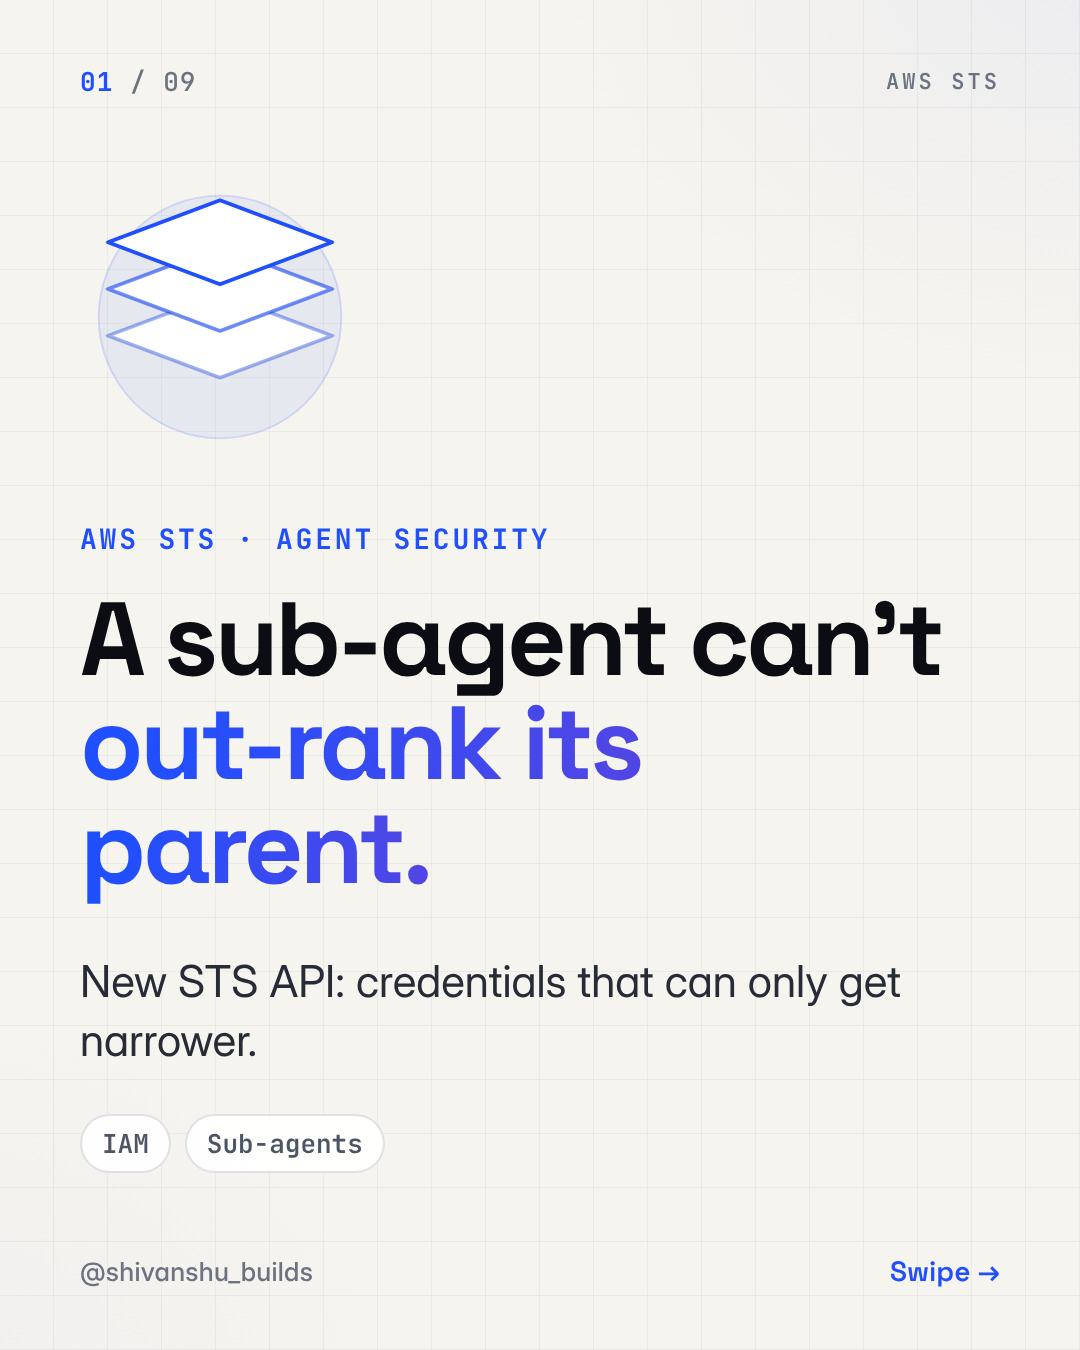 01 / 09
AWS STS
AWS STS · AGENT SECURITY
A sub-agent can’t
out-rank its
parent.
New STS API: credentials that can only get
narrower.
IAM
Sub-agents
@shivanshu_builds
Swipe →